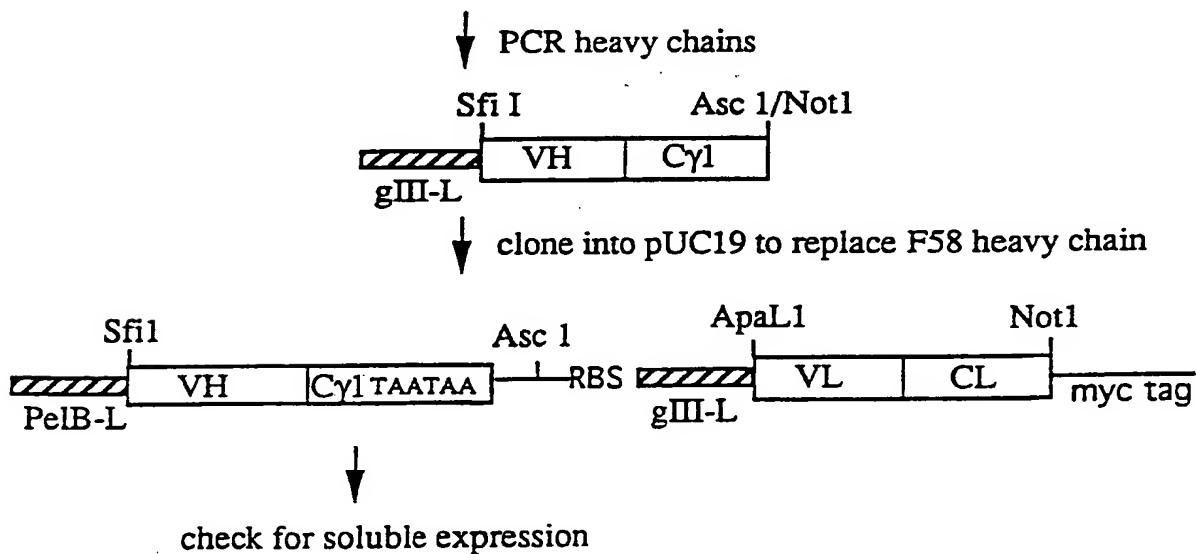 PCR heavy chains
Sfi I Asc 1/Not1
VH Cγ1
gIII-L
clone into pUC19 to replace F58 heavy chain
Sfi1 Asc 1 ApaL1 Not1
VH Cγ1 TAATAA RBS VL CL myc tag
PelB-L gIII-L
check for soluble expression